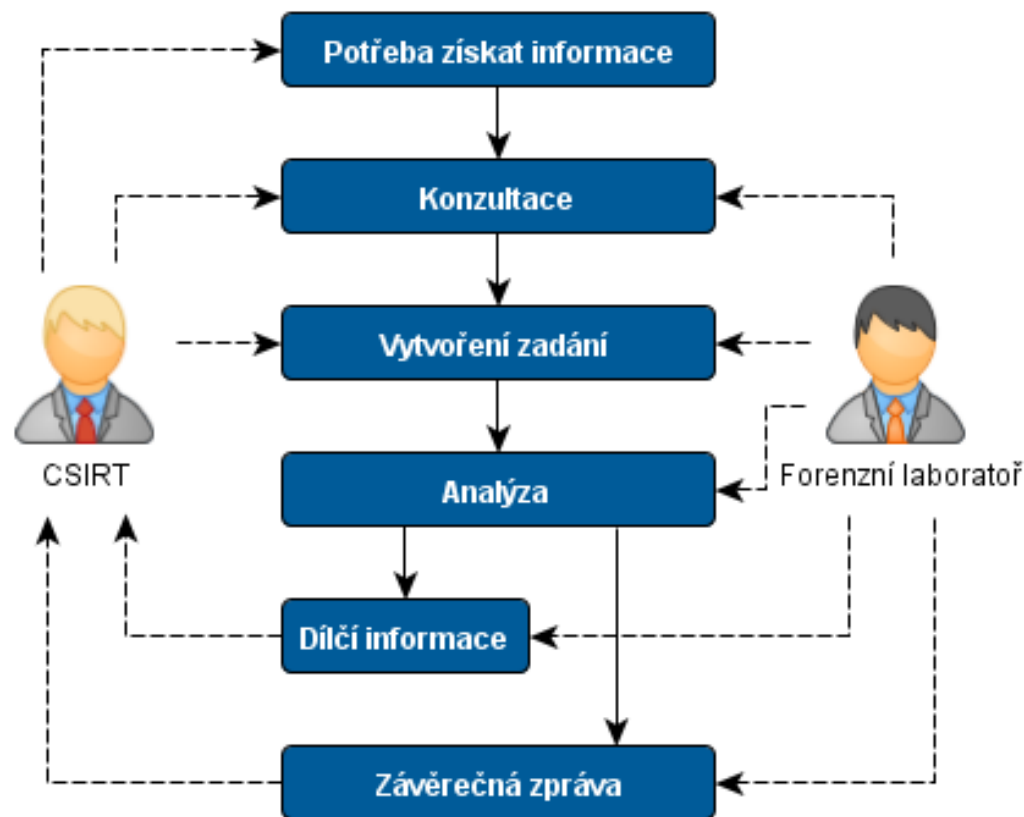 Potřeba získat informace
Konzultace
Vytvoření zadání
CSIRT
Analýza
Forenzní laboratoř
Dílčí informace
Závěrečná zpráva